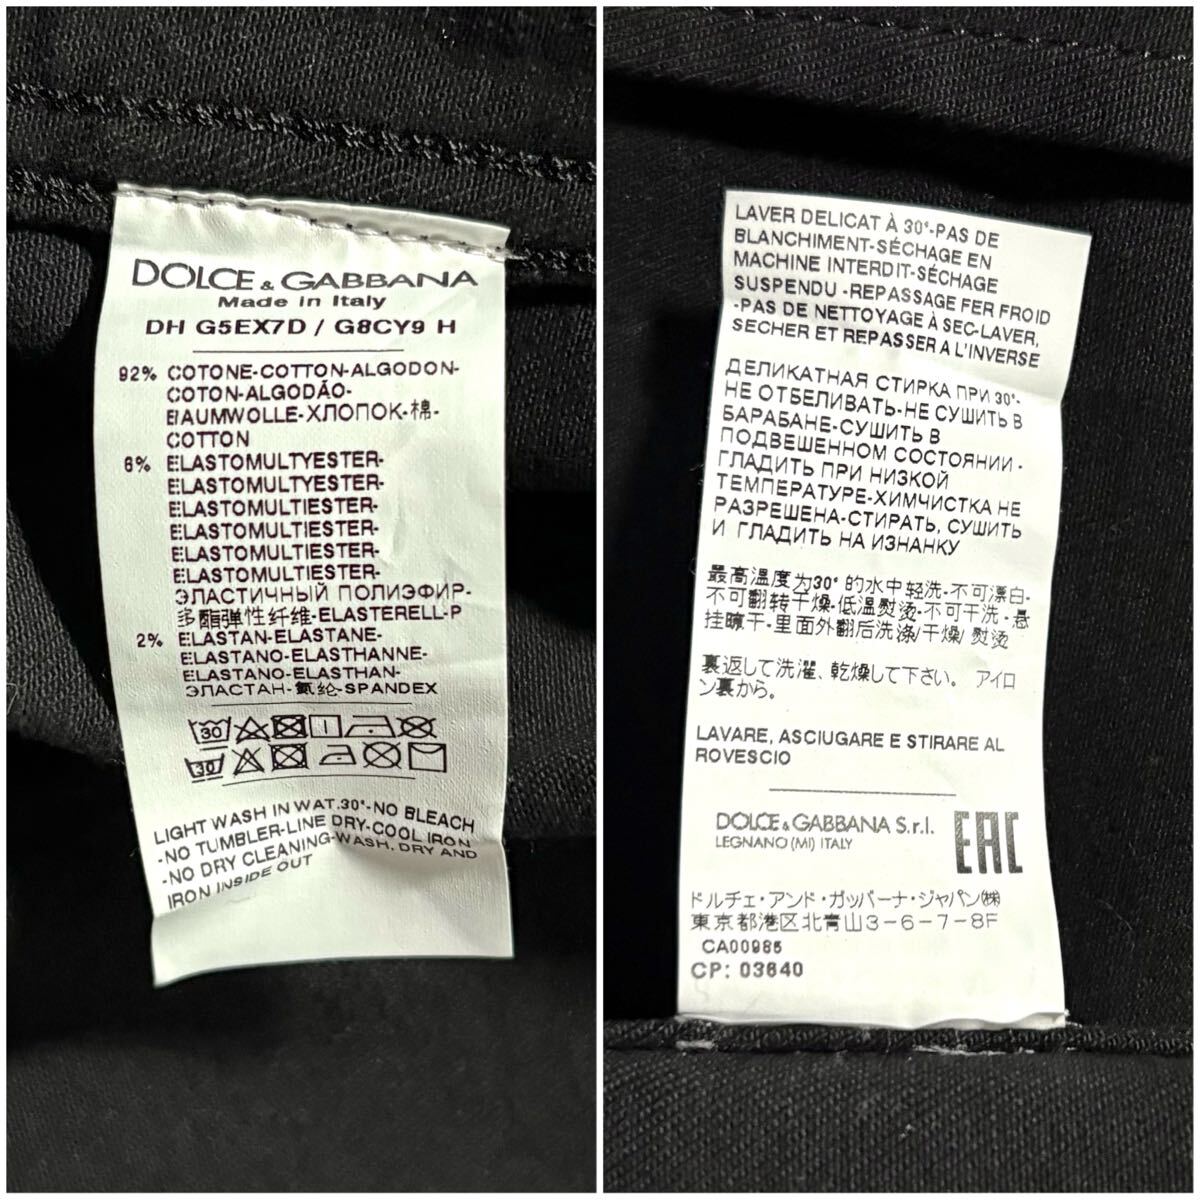 DOLCE & GABBANA
Made in Italy
DH G5EX7D / G8CY9 H
92% COTONE-COTTON-ALGODON-
COTON-ALGODÃO-
BAUMWOLLE-ХЛОПОК-棉-
COTTON
6% ELASTOMULTYESTER-
ELASTOMULTYESTER-
ELASTOMULTIESTER-
ELASTOMULTIESTER-
ELASTOMULTIESTER-
ELASTOMULTIESTER-
ЭЛАСТИЧНЫЙ ПОЛИЭФИР-
多酯弹性纤维-ELASTERELL-P
2% ELASTAN-ELASTANE-
ELASTANO-ELASTHANNE-
ELASTANO-ELASTHAN-
ЭЛАСТАН-氨纶-SPANDEX
30
30
LIGHT WASH IN WAT.30°-NO BLEACH
-NO TUMBLER-LINE DRY-COOL IRON
-NO DRY CLEANING-WASH, DRY AND
IRON INSIDE OUT
LAVER DELICAT À 30°-PAS DE
BLANCHIMENT-SÉCHAGE EN
MACHINE INTERDIT-SÉCHAGE
SUSPENDU -REPASSAGE FER FROID
-PAS DE NETTOYAGE À SEC-LAVER,
SECHER ET REPASSER A L'INVERSE
ДЕЛИКАТНАЯ СТИРКА ПРИ 30°-
НЕ ОТБЕЛИВАТЬ-НЕ СУШИТЬ В
БАРАБАНЕ-СУШИТЬ В
ПОДВЕШЕННОМ СОСТОЯНИИ -
ГЛАДИТЬ ПРИ НИЗКОЙ
ТЕМПЕРАТУРЕ-ХИМЧИСТКА НЕ
РАЗРЕШЕНА-СТИРАТЬ, СУШИТЬ
И ГЛАДИТЬ НА ИЗНАНКУ
最高温度为30° 的水中轻洗-不可漂白-
不可翻转干燥-低温熨烫-不可干洗-悬
挂晾干-里面外翻后洗涤/干燥/ 熨烫
裏返して洗濯、乾燥して下さい。 アイロ
ン裏から。
LAVARE, ASCIUGARE E STIRARE AL
ROVESCIO
DOLCE & GABBANA S.r.l.
LEGNANO (MI) ITALY
EAC
ドルチェ・アンド・ガッバーナ・ジャパン㈱
東京都港区北青山3-6-7-8F
CA00985
CP: 03640